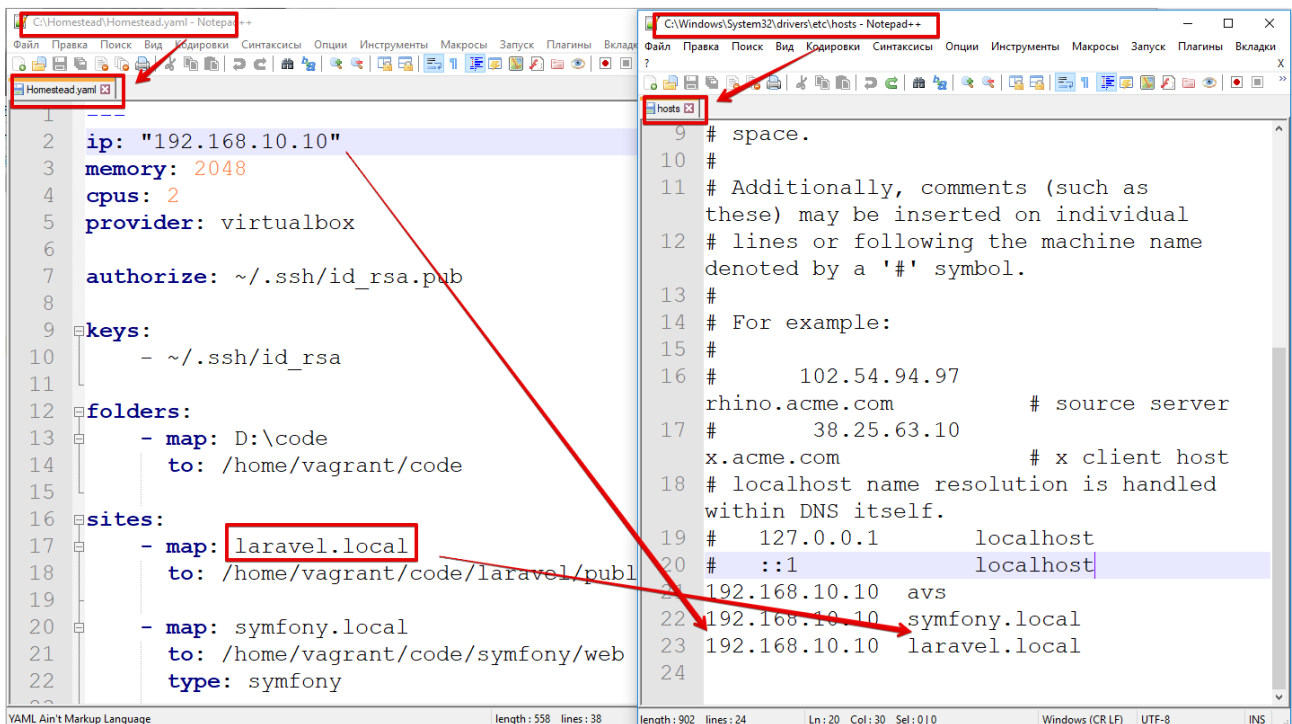 C:\Homestead\Homestead.yaml - Notepad++
Файл Правка Поиск Вид Кодировки Синтаксисы Опции Инструменты Макросы Запуск Плагины Вклад
Homestead.yaml
1 ---
2 ip: "192.168.10.10"
3 memory: 2048
4 cpus: 2
5 provider: virtualbox
6
7 authorize: ~/.ssh/id_rsa.pub
8
9 keys:
10 - ~/.ssh/id_rsa
11
12 folders:
13 - map: D:\code
14 to: /home/vagrant/code
15
16 sites:
17 - map: laravel.local
18 to: /home/vagrant/code/laravel/publ
19
20 - map: symfony.local
21 to: /home/vagrant/code/symfony/web
22 type: symfony
YAML Ain't Markup Language length : 558 lines : 38
C:\Windows\System32\drivers\etc\hosts - Notepad++
Файл Правка Поиск Вид Кодировки Синтаксисы Опции Инструменты Макросы Запуск Плагины Вкладки
? X
hosts
9 # space.
10 #
11 # Additionally, comments (such as
these) may be inserted on individual
12 # lines or following the machine name
denoted by a '#' symbol.
13 #
14 # For example:
15 #
16 # 102.54.94.97
rhino.acme.com # source server
17 # 38.25.63.10
x.acme.com # x client host
18 # localhost name resolution is handled
within DNS itself.
19 # 127.0.0.1 localhost
20 # ::1 localhost
21 192.168.10.10 avs
22 192.168.10.10 symfony.local
23 192.168.10.10 laravel.local
24
length : 902 lines : 24 Ln : 20 Col : 30 Sel : 0 | 0 Windows (CR LF) UTF-8 INS